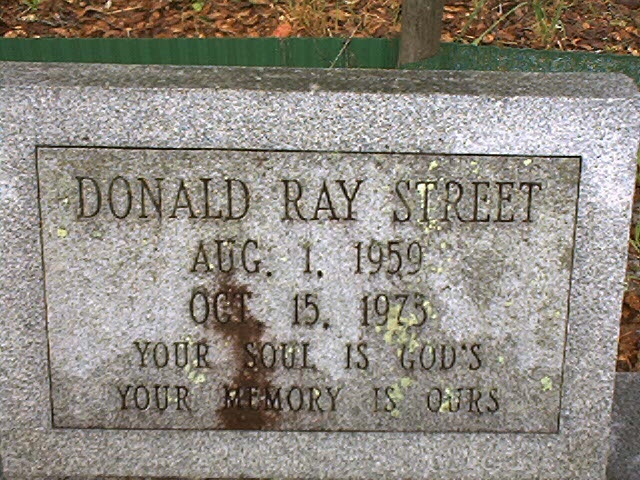 DONALD RAY STREET
AUG. 1, 1959
OCT 15, 1975
YOUR SOUL IS GOD'S
YOUR MEMORY IS OURS